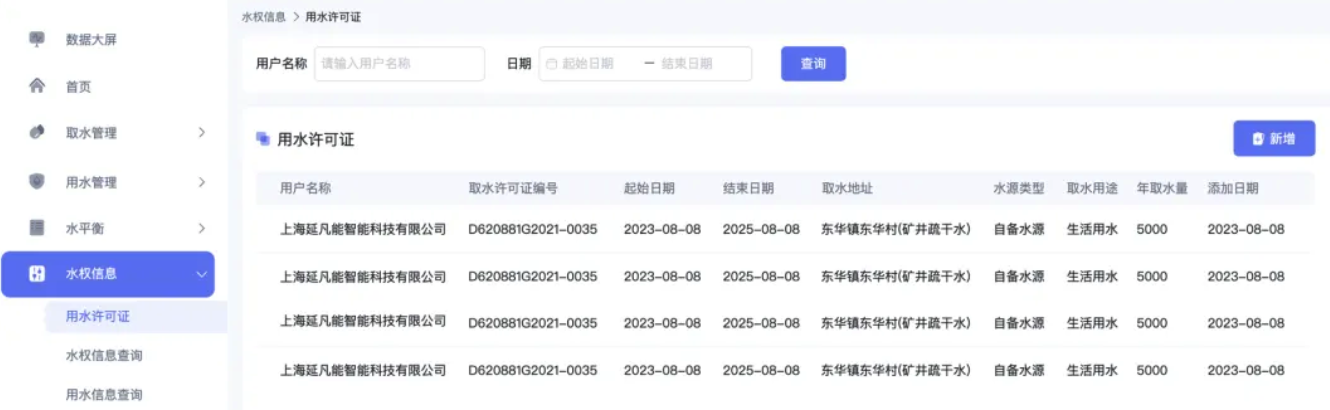 数据大屏
首页
取水管理
用水管理
水平衡
水权信息
用水许可证
水权信息查询
用水信息查询
水权信息 > 用水许可证
用户名称 请输入用户名称 日期 起始日期 — 结束日期 查询
用水许可证 新增
用户名称 取水许可证编号 起始日期 结束日期 取水地址 水源类型 取水用途 年取水量 添加日期
上海延凡能智能科技有限公司 D620881G2021-0035 2023-08-08 2025-08-08 东华镇东华村(矿井疏干水) 自备水源 生活用水 5000 2023-08-08
上海延凡能智能科技有限公司 D620881G2021-0035 2023-08-08 2025-08-08 东华镇东华村(矿井疏干水) 自备水源 生活用水 5000 2023-08-08
上海延凡能智能科技有限公司 D620881G2021-0035 2023-08-08 2025-08-08 东华镇东华村(矿井疏干水) 自备水源 生活用水 5000 2023-08-08
上海延凡能智能科技有限公司 D620881G2021-0035 2023-08-08 2025-08-08 东华镇东华村(矿井疏干水) 自备水源 生活用水 5000 2023-08-08